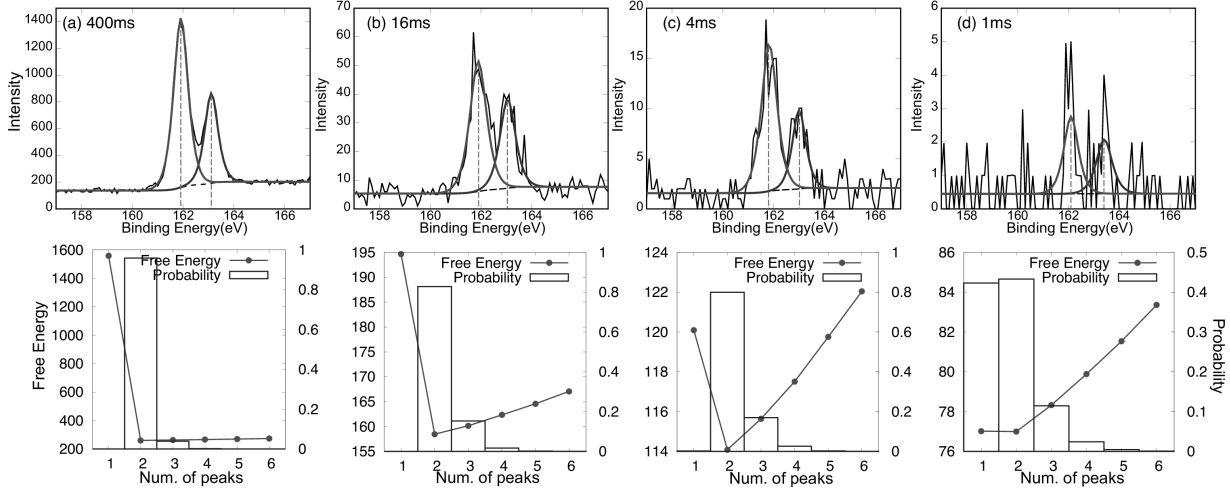 (a) 400ms
1400
1200
1000
800
600
400
200
0
Intensity
158 160 162 164 166
Binding Energy(eV)
(b) 16ms
70
60
50
40
30
20
10
0
Intensity
158 160 162 164 166
Binding Energy(eV)
(c) 4ms
20
15
10
5
0
Intensity
158 160 162 164 166
Binding Energy(eV)
(d) 1ms
6
5
4
3
2
1
0
Intensity
158 160 162 164 166
Binding Energy(eV)
1600
1400
1200
1000
800
600
400
200
Free Energy
Free Energy
Probability
1
0.8
0.6
0.4
0.2
0
1 2 3 4 5 6
Num. of peaks
195
190
185
180
175
170
165
160
155
Free Energy
Probability
1
0.8
0.6
0.4
0.2
0
1 2 3 4 5 6
Num. of peaks
124
122
120
118
116
114
Free Energy
Probability
1
0.8
0.6
0.4
0.2
0
1 2 3 4 5 6
Num. of peaks
86
84
82
80
78
76
Free Energy
Probability
0.5
0.4
0.3
0.2
0.1
0
Probability
1 2 3 4 5 6
Num. of peaks